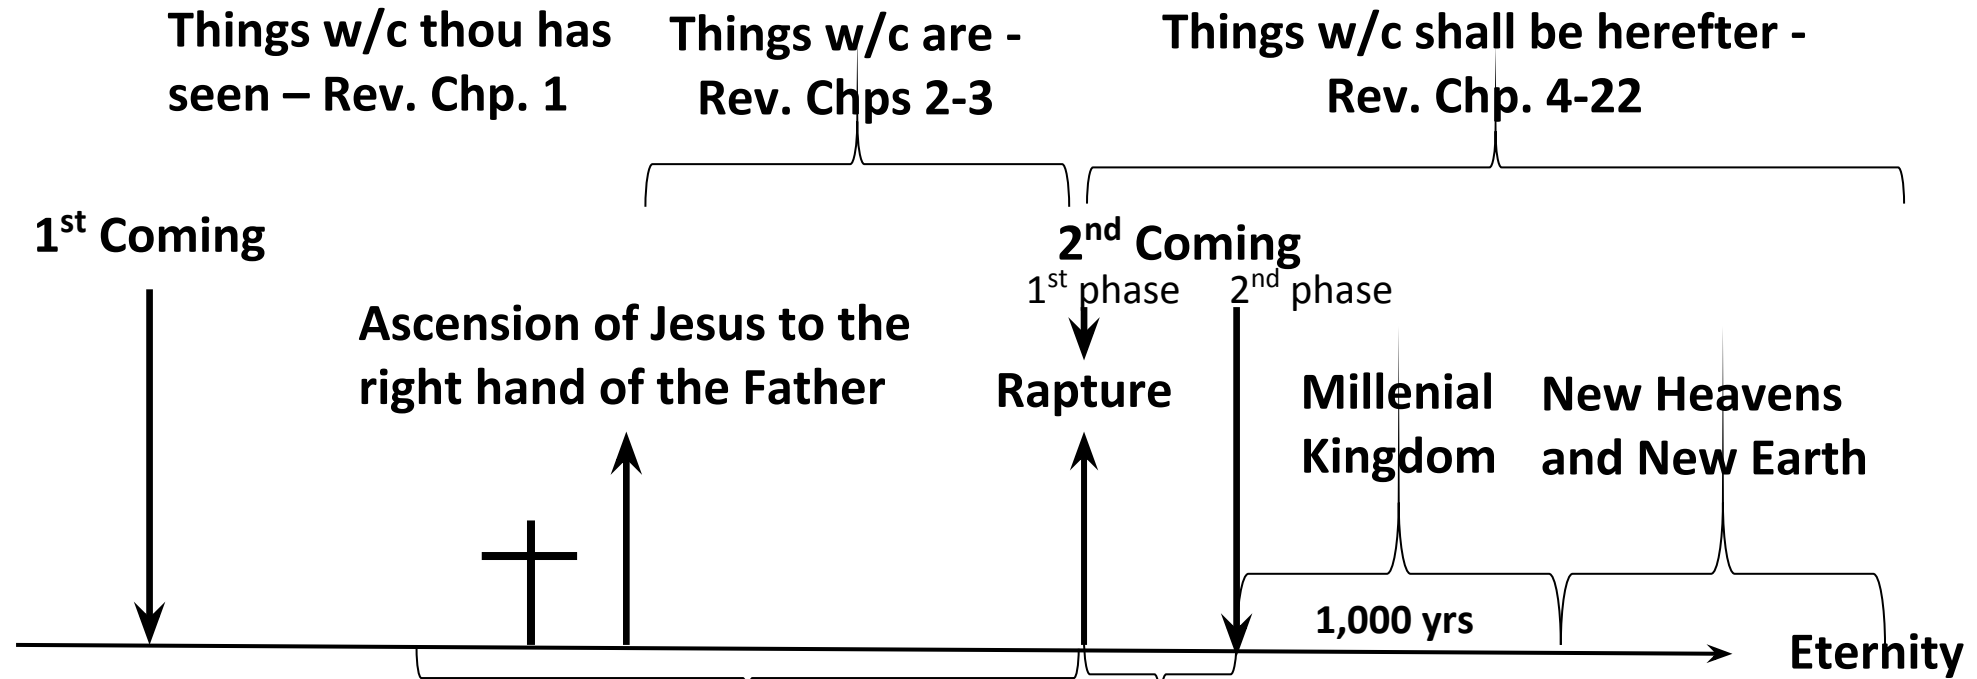 Things w/c thou has
seen – Rev. Chp. 1
Things w/c are -
Rev. Chps 2-3
Things w/c shall be herefter -
Rev. Chp. 4-22
1st Coming
2nd Coming
1st phase
2nd phase
Ascension of Jesus to the
right hand of the Father
Rapture
Millenial
Kingdom
New Heavens
and New Earth
1,000 yrs
Eternity